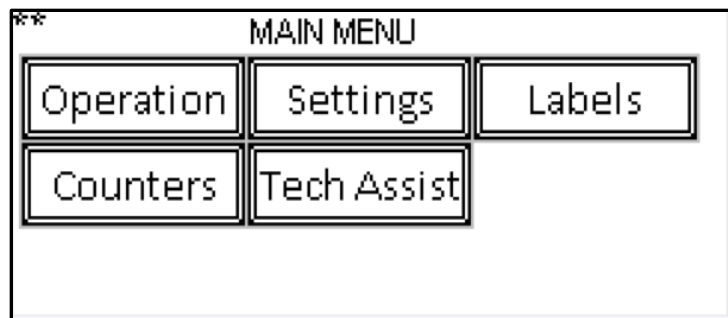 **
MAIN MENU
Operation Settings Labels
Counters Tech Assist